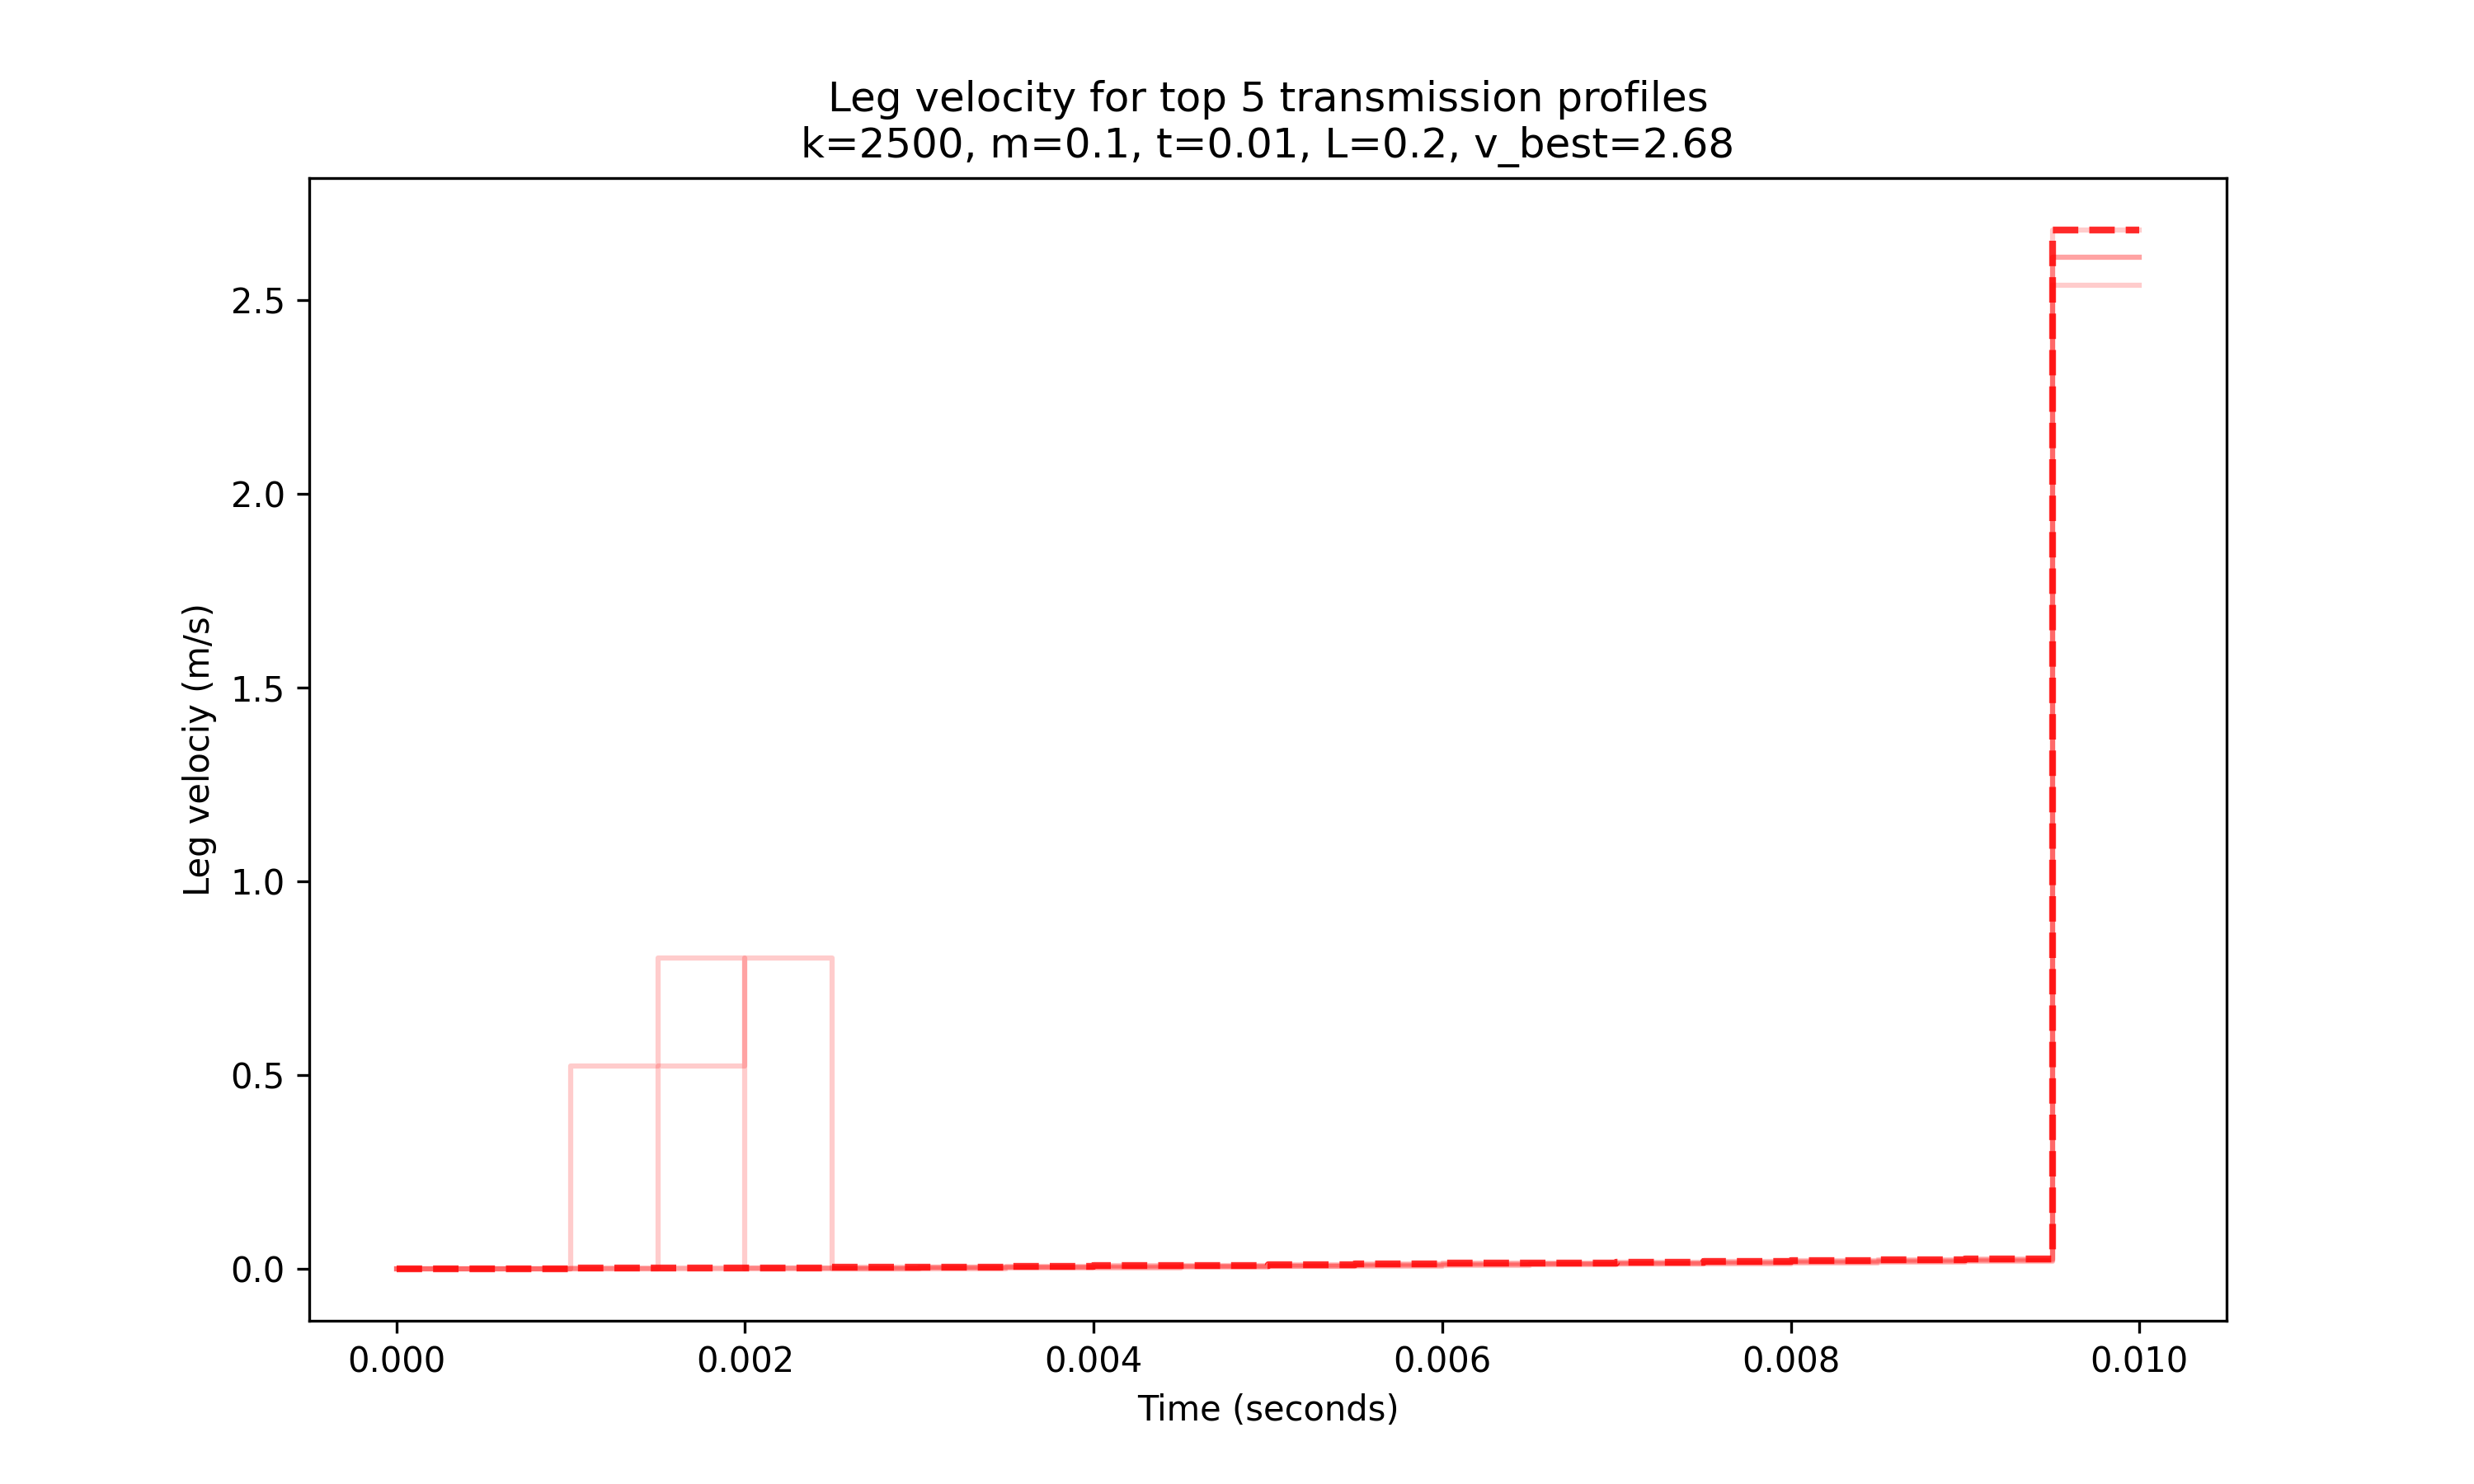 Leg velocity for top 5 transmission profiles
k=2500, m=0.1, t=0.01, L=0.2, v_best=2.68
Leg velociy (m/s)
2.5
2.0
1.5
1.0
0.5
0.0
0.000 0.002 0.004 0.006 0.008 0.010
Time (seconds)